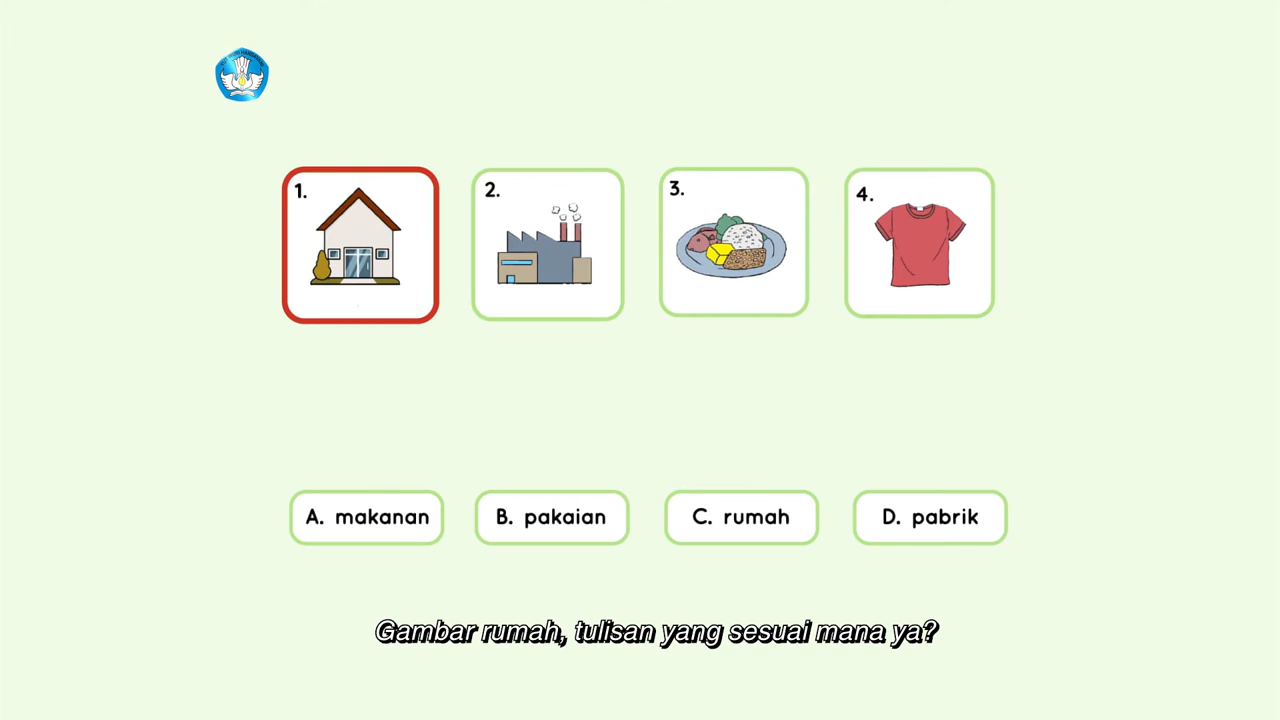 1.
2.
3.
4.
A. makanan
B. pakaian
C. rumah
D. pabrik
Gambar rumah, tulisan yang sesuai mana ya?